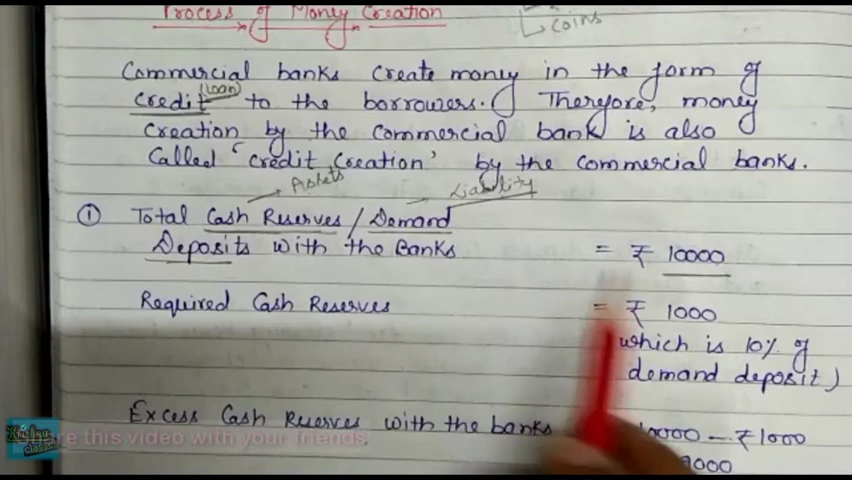 Process of Money Creation
coins
Commercial banks create money in the form of
(Loan)
credit to the borrowers. Therefore, money
creation by the commercial bank is also
Called 'credit creation' by the commercial banks.
Assets
Liability
① Total Cash Reserves / Demand
Deposits with the Banks = ₹ 10000
Required Cash Reserves = ₹ 1000
which is 10% of
demand deposit)
Excess Cash Reserves with the banks 10000 – ₹1000
9000
Krishna
classes
Share this video with your friends